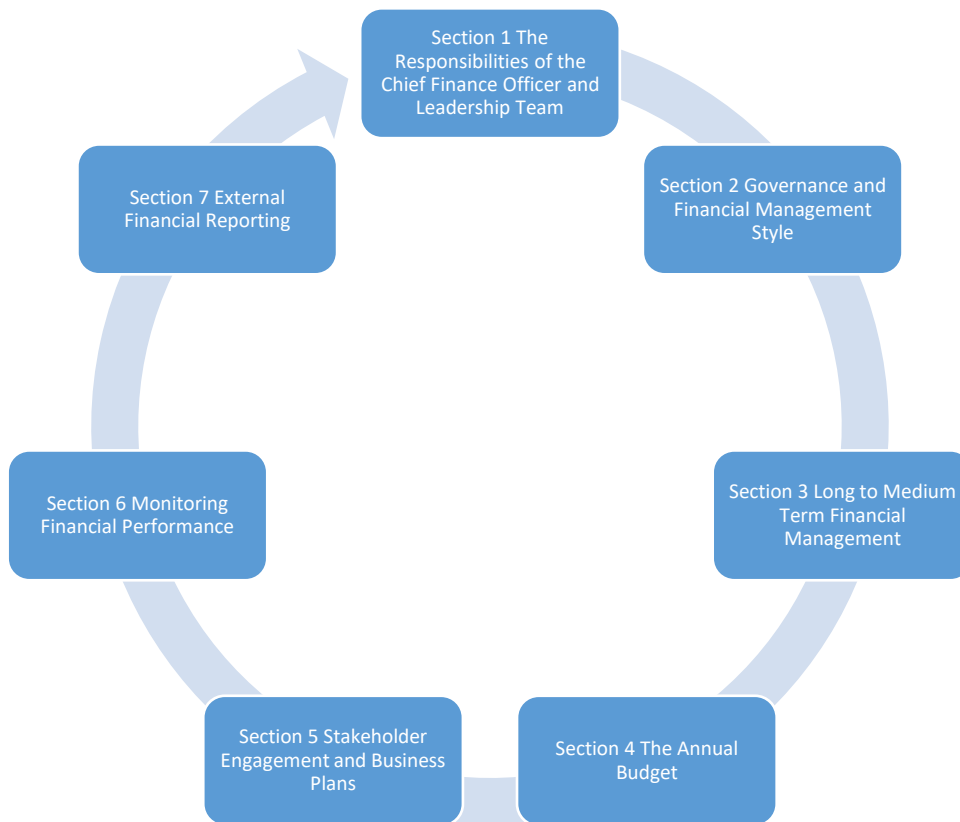 Section 1 The
Responsibilities of the
Chief Finance Officer and
Leadership Team
Section 2 Governance and
Financial Management
Style
Section 3 Long to Medium
Term Financial
Management
Section 4 The Annual
Budget
Section 5 Stakeholder
Engagement and Business
Plans
Section 6 Monitoring
Financial Performance
Section 7 External
Financial Reporting